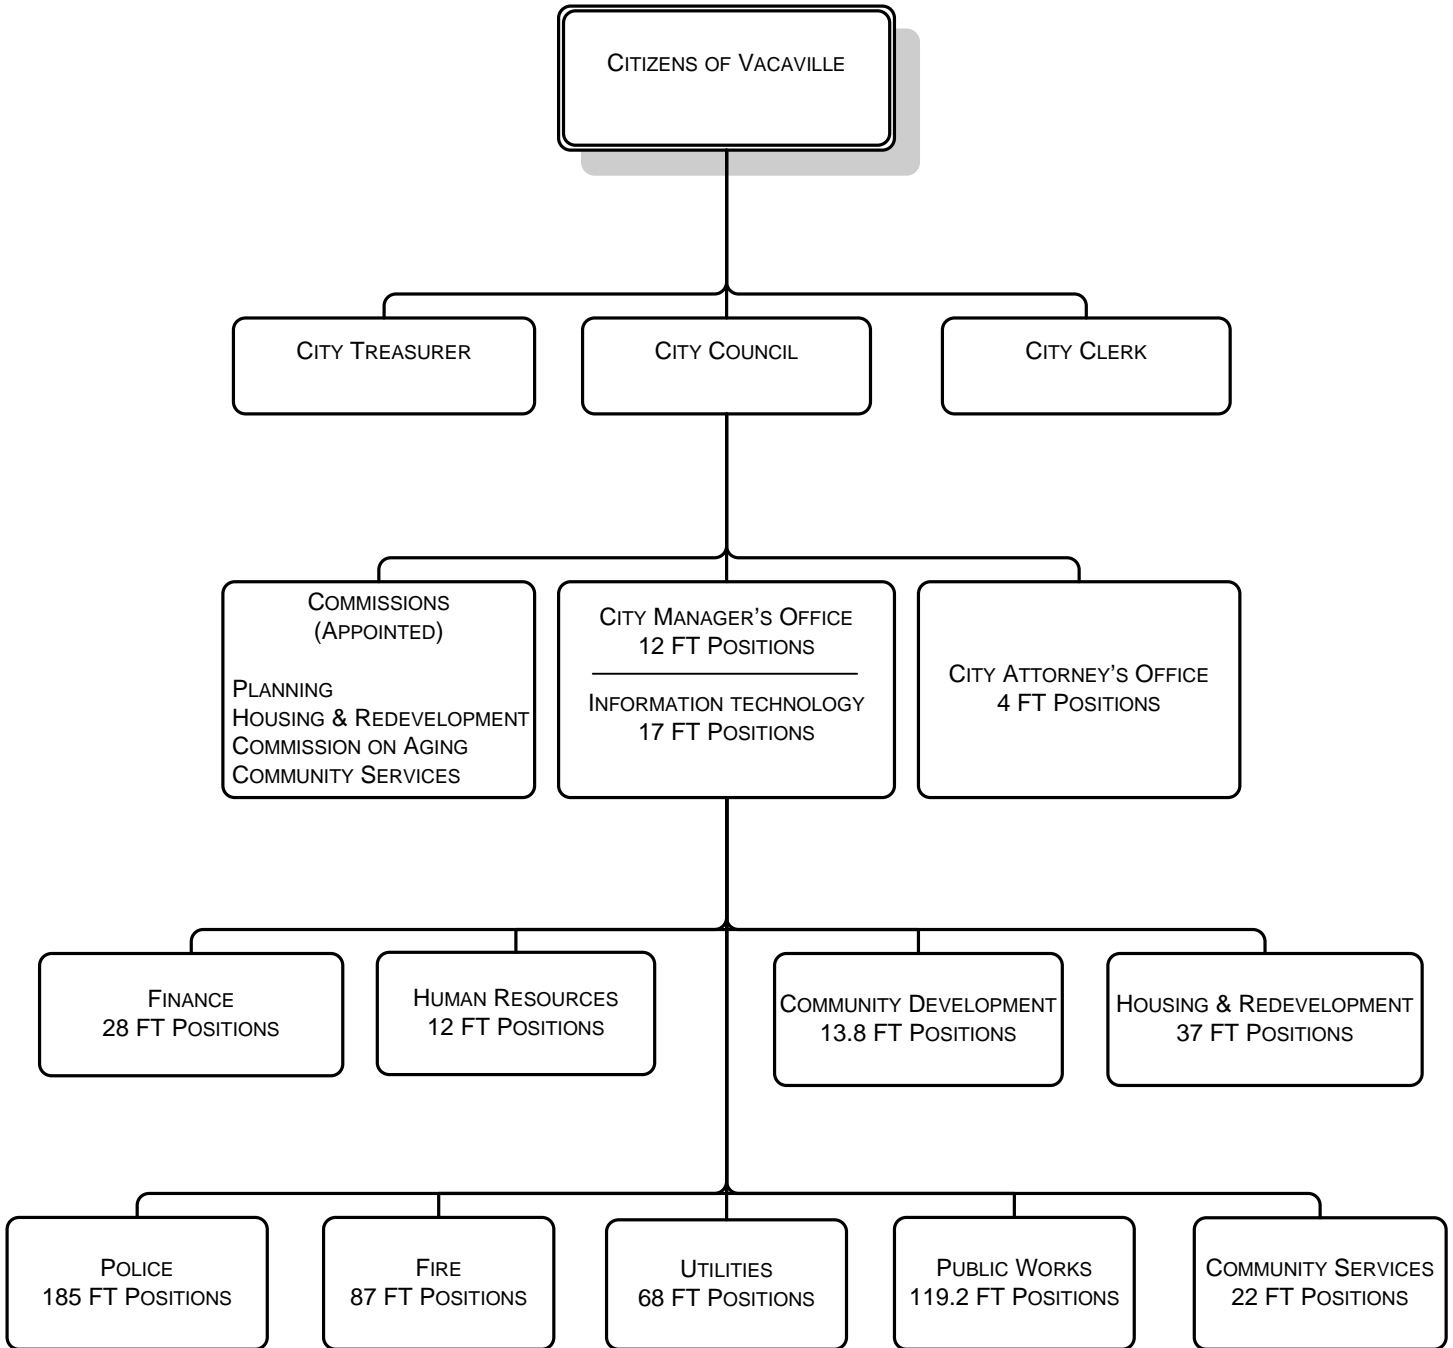 Citizens of Vacaville
City Treasurer
City Council
City Clerk
Commissions
(Appointed)
Planning
Housing & Redevelopment
Commission on Aging
Community Services
City Manager's Office
12 FT Positions
Information technology
17 FT Positions
City Attorney's Office
4 FT Positions
Finance
28 FT Positions
Human Resources
12 FT Positions
Community Development
13.8 FT Positions
Housing & Redevelopment
37 FT Positions
Police
185 FT Positions
Fire
87 FT Positions
Utilities
68 FT Positions
Public Works
119.2 FT Positions
Community Services
22 FT Positions